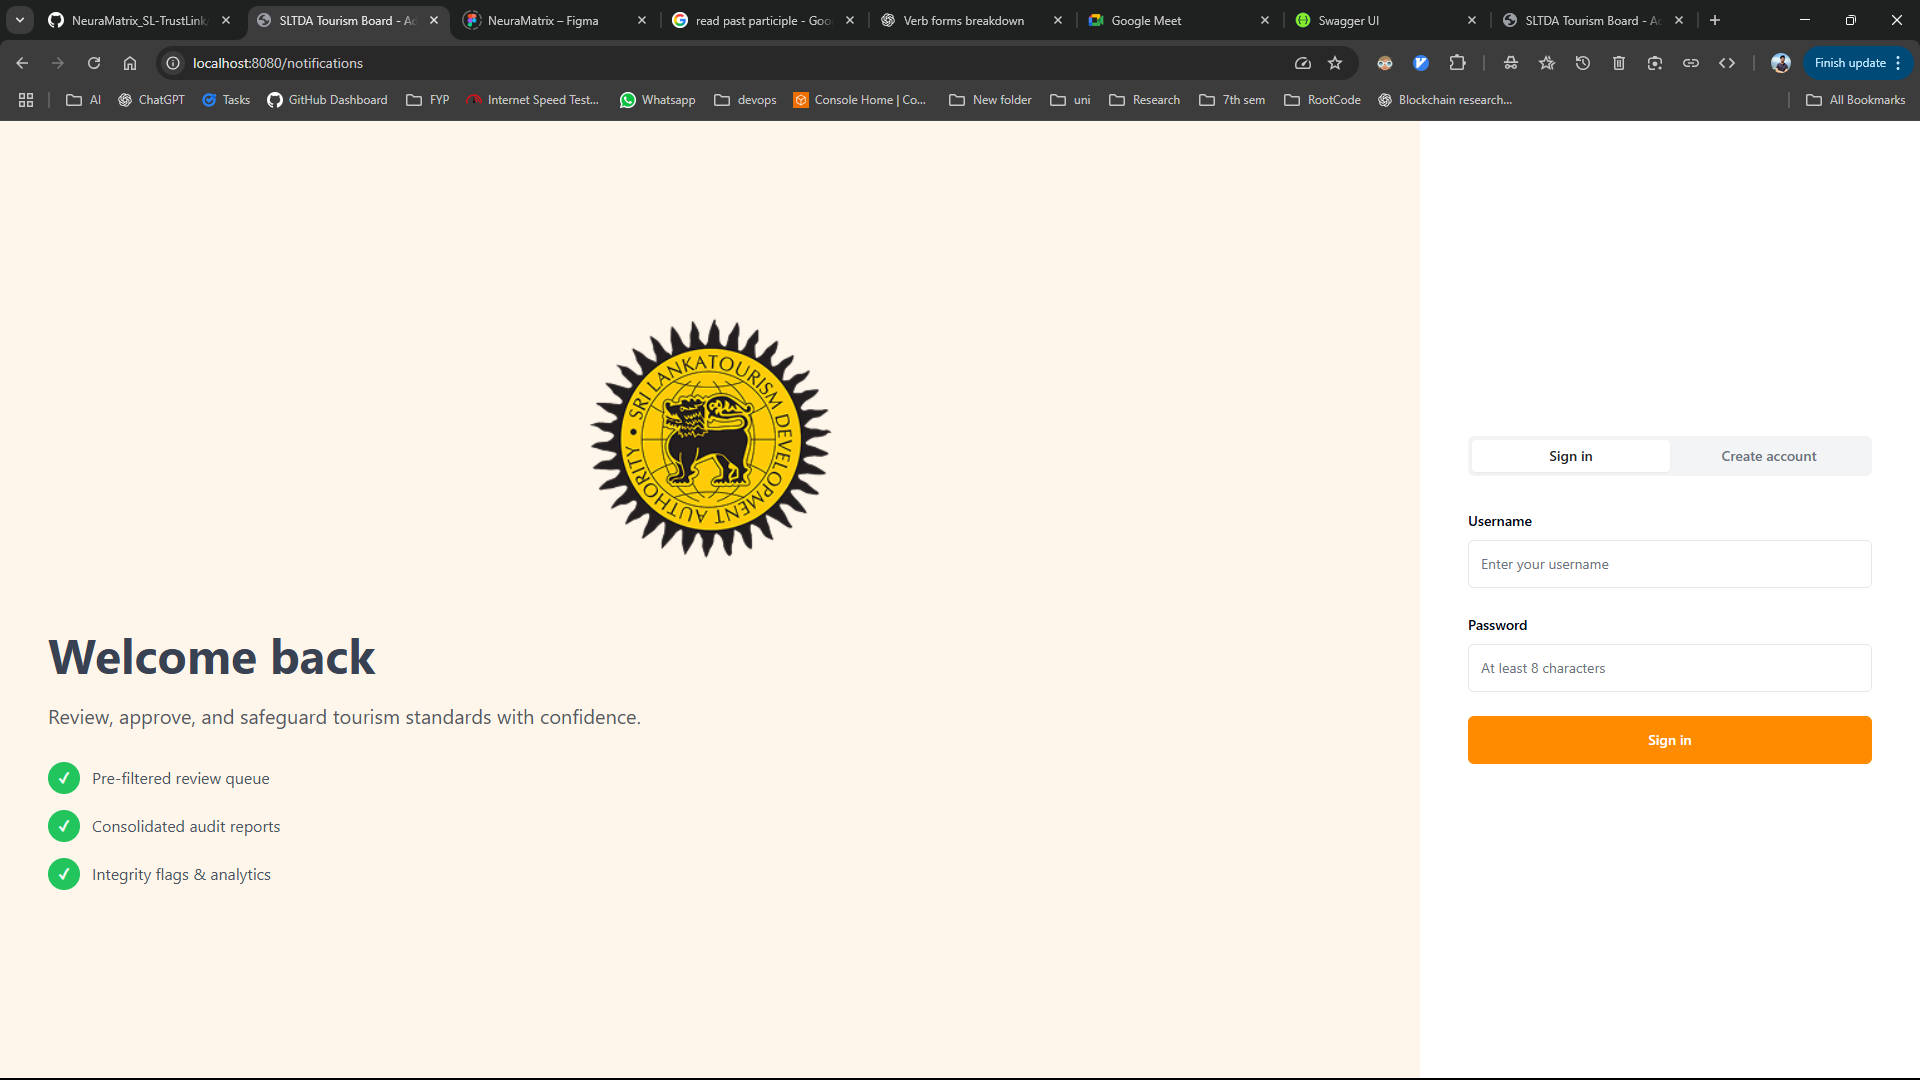 NeuraMatrix_SL-TrustLink
SLTDA Tourism Board - Ad
NeuraMatrix – Figma
read past participle - Goo
Verb forms breakdown
Google Meet
Swagger UI
SLTDA Tourism Board - Ad
localhost:8080/notifications
Finish update
AI
ChatGPT
Tasks
GitHub Dashboard
FYP
Internet Speed Test...
Whatsapp
devops
Console Home | Co...
New folder
uni
Research
7th sem
RootCode
Blockchain research...
All Bookmarks
SRI LANKA TOURISM DEVELOPMENT AUTHORITY
Welcome back
Review, approve, and safeguard tourism standards with confidence.
Pre-filtered review queue
Consolidated audit reports
Integrity flags & analytics
Sign in
Create account
Username
Enter your username
Password
At least 8 characters
Sign in